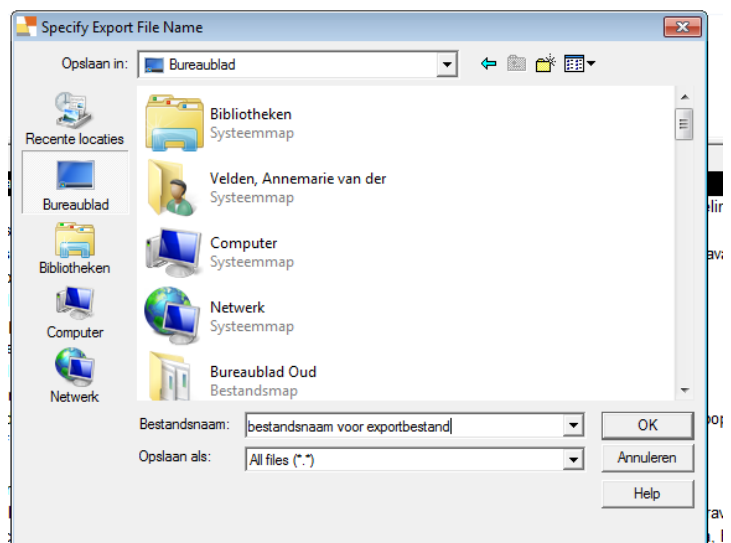 Specify Export File Name
Opslaan in:
Bureaublad
Recente locaties
Bureaublad
Bibliotheken
Computer
Netwerk
Bibliotheken
Systeemmap
Velden, Annemarie van der
Systeemmap
Computer
Systeemmap
Netwerk
Systeemmap
Bureaublad Oud
Bestandsmap
Bestandsnaam:
bestandsnaam voor exportbestand
OK
Opslaan als:
All files (*.*)
Annuleren
Help